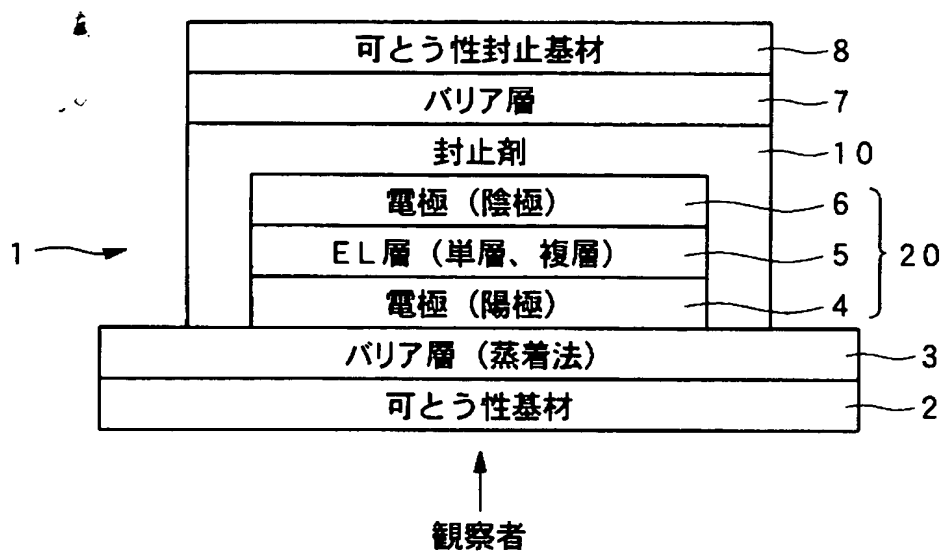 可とう性封止基材 8
バリア層 7
封止剤 10
電極（陰極） 6
1 EL層（単層、複層） 5 20
電極（陽極） 4
バリア層（蒸着法） 3
可とう性基材 2
観察者